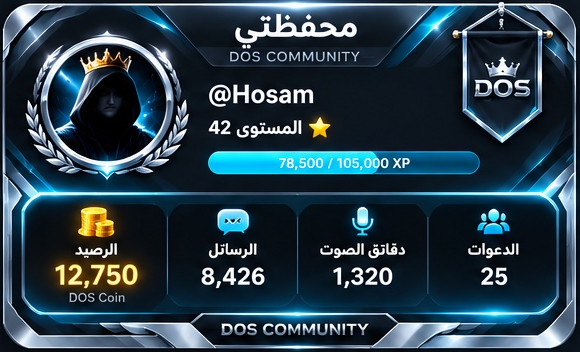 محفظتي
DOS COMMUNITY
DOS
@Hosam
المستوى 42
78,500 / 105,000 XP
الرصيد
12,750
DOS Coin
الرسائل
8,426
دقائق الصوت
1,320
الدعوات
25
DOS COMMUNITY